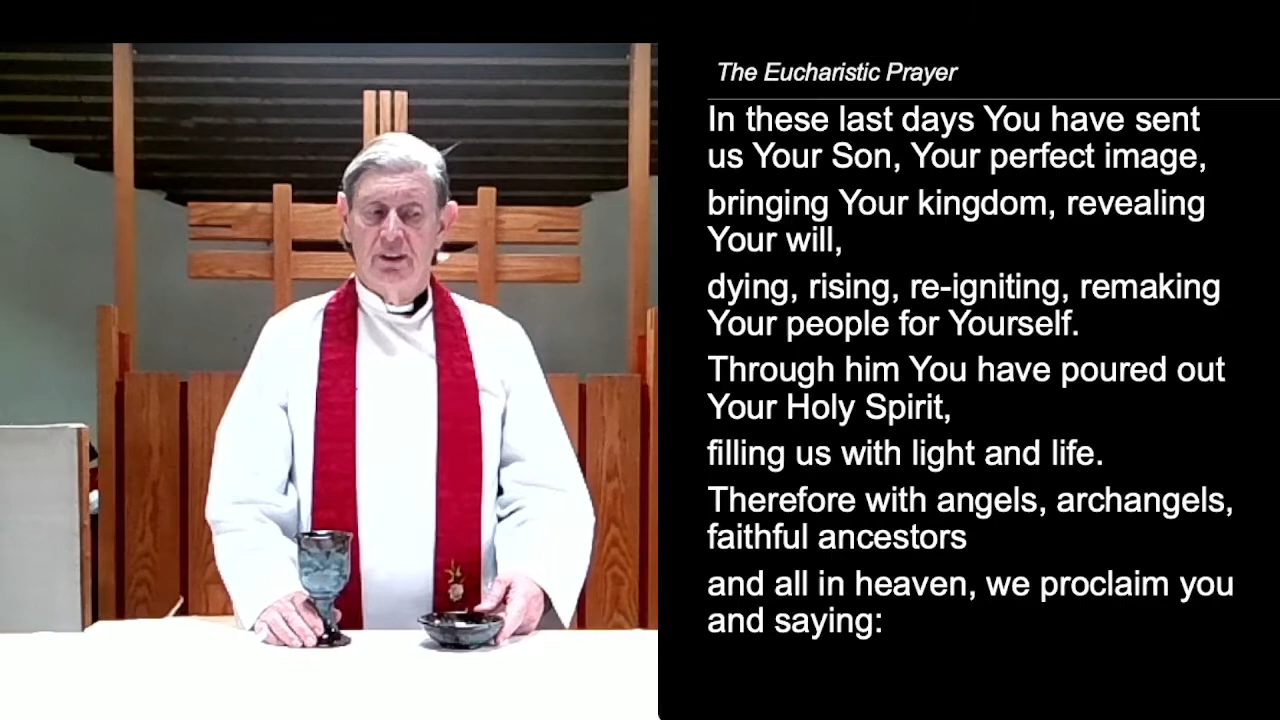 The Eucharistic Prayer
In these last days You have sent
us Your Son, Your perfect image,
bringing Your kingdom, revealing
Your will,
dying, rising, re-igniting, remaking
Your people for Yourself.
Through him You have poured out
Your Holy Spirit,
filling us with light and life.
Therefore with angels, archangels,
faithful ancestors
and all in heaven, we proclaim you
and saying: